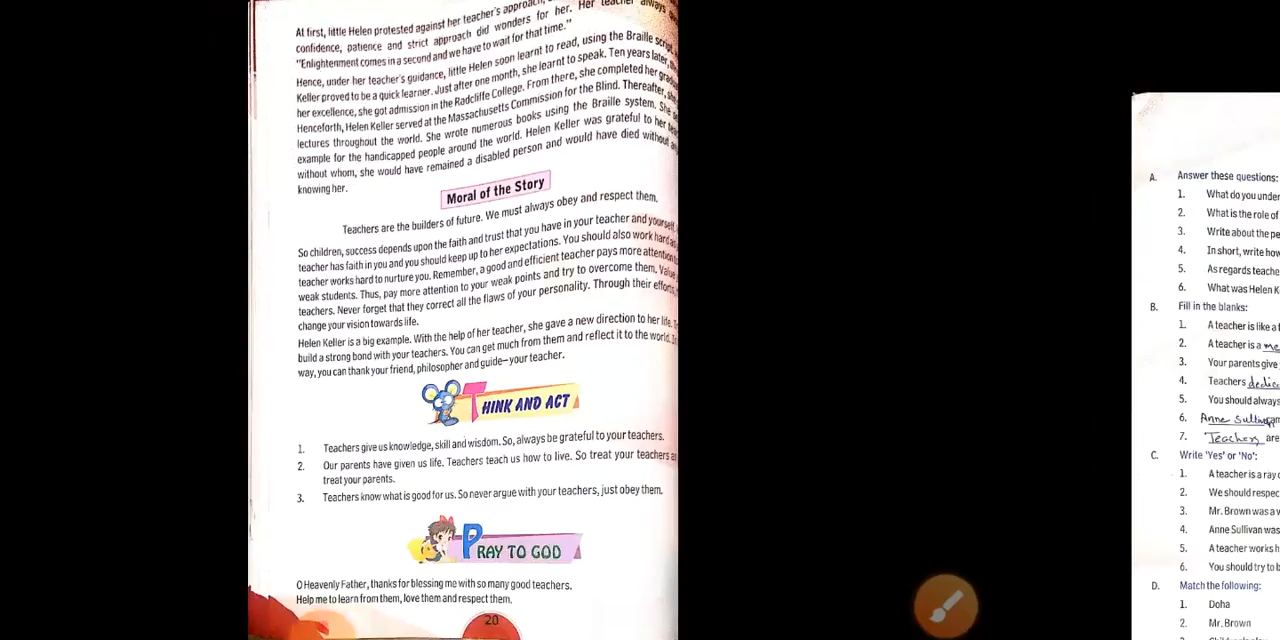 At first, little Helen protested against her teacher's approach,
confidence, patience and strict approach did wonders for her. Her teacher always
"Enlightenment comes in a second and we have to wait for that time."
Hence, under her teacher's guidance, little Helen soon learnt to read, using the Braille script
Keller proved to be a quick learner. Just after one month, she learnt to speak. Ten years later,
her excellence, she got admission in the Radcliffe College. From there, she completed her
Henceforth, Helen Keller served at the Massachusetts Commission for the Blind. Thereafter,
lectures throughout the world. She wrote numerous books using the Braille system. She
example for the handicapped people around the world. Helen Keller was grateful to her
without whom, she would have remained a disabled person and would have died without
knowing her.
Moral of the Story
Teachers are the builders of future. We must always obey and respect them.
So children, success depends upon the faith and trust that you have in your teacher and yourself,
teacher has faith in you and you should keep up to her expectations. You should also work hard
teacher works hard to nurture you. Remember, a good and efficient teacher pays more attention
weak students. Thus, pay more attention to your weak points and try to overcome them. Value
teachers. Never forget that they correct all the flaws of your personality. Through their efforts,
change your vision towards life.
Helen Keller is a big example. With the help of her teacher, she gave a new direction to her life.
build a strong bond with your teachers. You can get much from them and reflect it to the world.
way, you can thank your friend, philosopher and guide–your teacher.
THINK AND ACT
1. Teachers give us knowledge, skill and wisdom. So, always be grateful to your teachers.
2. Our parents have given us life. Teachers teach us how to live. So treat your teachers
treat your parents.
3. Teachers know what is good for us. So never argue with your teachers, just obey them.
PRAY TO GOD
O Heavenly Father, thanks for blessing me with so many good teachers.
Help me to learn from them, love them and respect them.
20
A. Answer these questions:
1. What do you under
2. What is the role of
3. Write about the pe
4. In short, write how
5. As regards teache
6. What was Helen K
B. Fill in the blanks:
1. A teacher is like a f
2. A teacher is a me
3. Your parents give
4. Teachers dedic
5. You should always
6. Anne Sullivan
7. Teachers are
C. Write 'Yes' or 'No':
1. A teacher is a ray
2. We should respec
3. Mr. Brown was a
4. Anne Sullivan was
5. A teacher works h
6. You should try to b
D. Match the following:
1. Doha
2. Mr. Brown